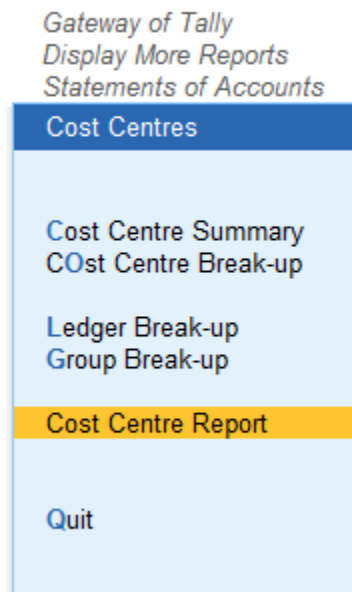 Gateway of Tally
Display More Reports
Statements of Accounts
Cost Centres
Cost Centre Summary
COst Centre Break-up
Ledger Break-up
Group Break-up
Cost Centre Report
Quit